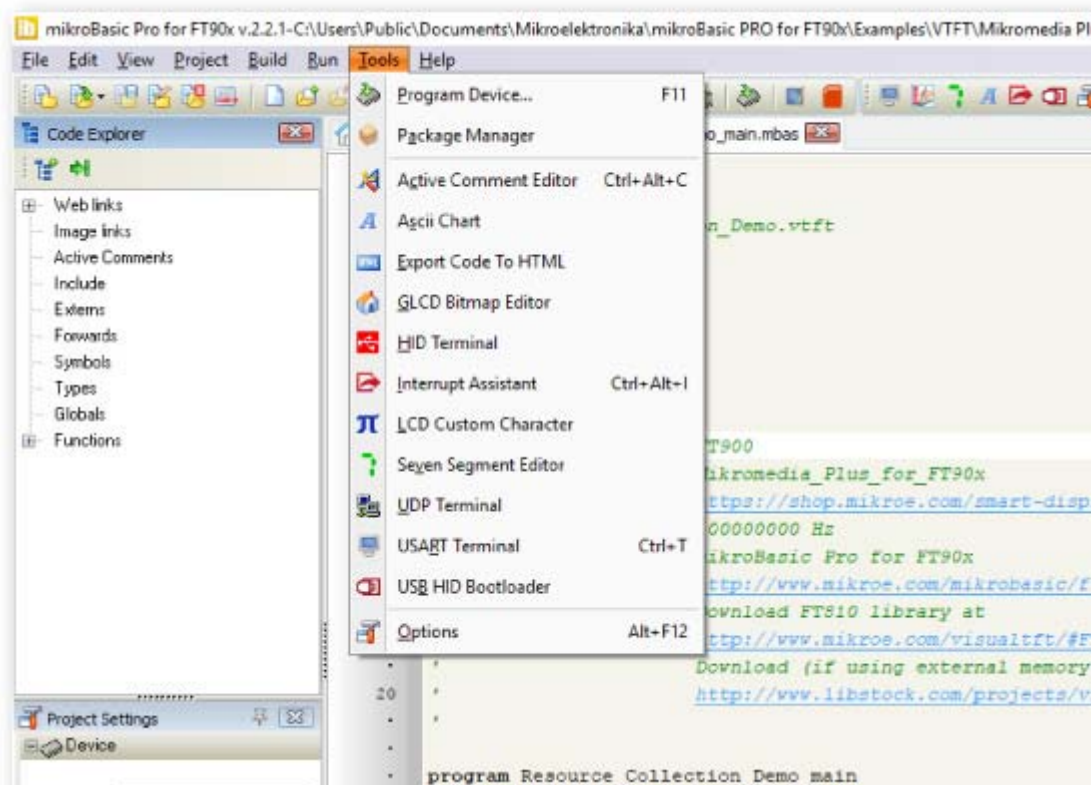 mikroBasic Pro for FT90x v.2.2.1-C:\Users\Public\Documents\Mikroelektronika\mikroBasic PRO for FT90x\Examples\VTFT\Mikromedia Pl
File Edit View Project Build Run Tools Help
Program Device... F11
Code Explorer
Package Manager
o_main.mbas
Active Comment Editor Ctrl+Alt+C
Web links
Ascii Chart
n_Demo.vtft
Image links
Active Comments
Export Code To HTML
Include
GLCD Bitmap Editor
Externs
Forwards
HID Terminal
Symbols
Types
Interrupt Assistant Ctrl+Alt+I
Globals
LCD Custom Character
Functions
T900
Seven Segment Editor
ikromedia_Plus_for_FT90x
UDP Terminal
ttps://shop.mikroe.com/smart-disp
00000000 Hz
USART Terminal Ctrl+T
ikroBasic Pro for FT90x
USB HID Bootloader
ttp://www.mikroe.com/mikrobasic/f
ownload FT810 library at
Options Alt+F12
ttp://www.mikroe.com/visualtft/#F
' Download (if using external memory
20 ' http://www.libstock.com/projects/v
Project Settings
'
Device
program Resource_Collection_Demo_main